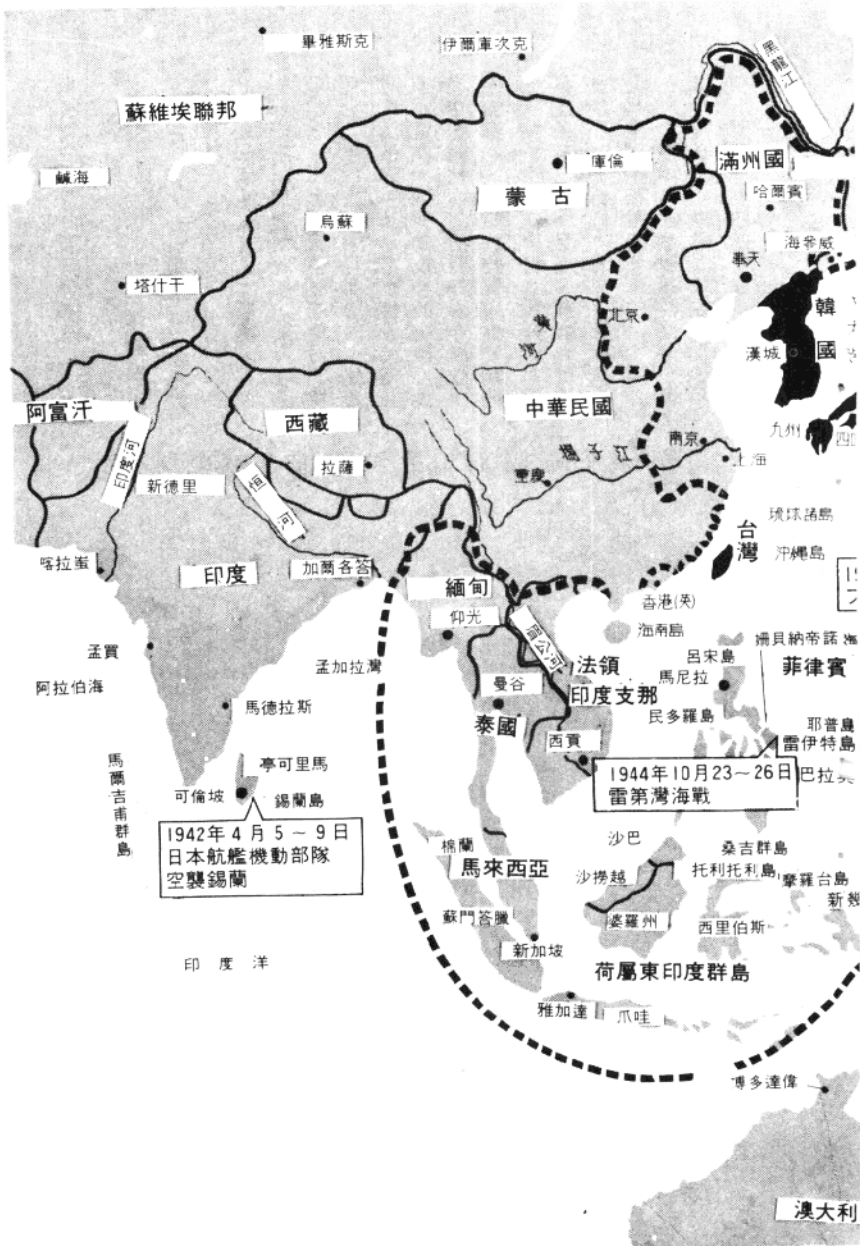 畢雅斯克
伊爾庫次克
黑龍江
蘇維埃聯邦
鹹海
庫倫
蒙古
滿州國
哈爾賓
烏蘇
海參威
奉天
塔什干
韓國
北京
黃河
漢城
阿富汗
西藏
中華民國
九州
四
印度河
拉薩
南京
上海
揚子江
重慶
新德里
恒河
琉球諸島
台灣
沖繩島
喀拉蚩
印度
加爾各答
緬甸
香港(英)
仰光
海南島
湄公河
孟買
孟加拉灣
法領
印度支那
呂宋島
馬尼拉
菲律賓
阿拉伯海
曼谷
馬德拉斯
泰國
民多羅島
耶普島
雷伊特島
西貢
馬爾吉甫群島
亭可里馬
可倫坡
錫蘭島
1944年10月23~26日
雷第灣海戰
巴拉
1942年4月5~9日
日本航艦機動部隊
空襲錫蘭
棉蘭
沙巴
桑吉群島
馬來西亞
沙撈越
托利托利島
摩羅台島
新幾
蘇門答臘
婆羅州
西里伯斯
新加坡
印度洋
荷屬東印度群島
雅加達
爪哇
博多達偉
澳大利